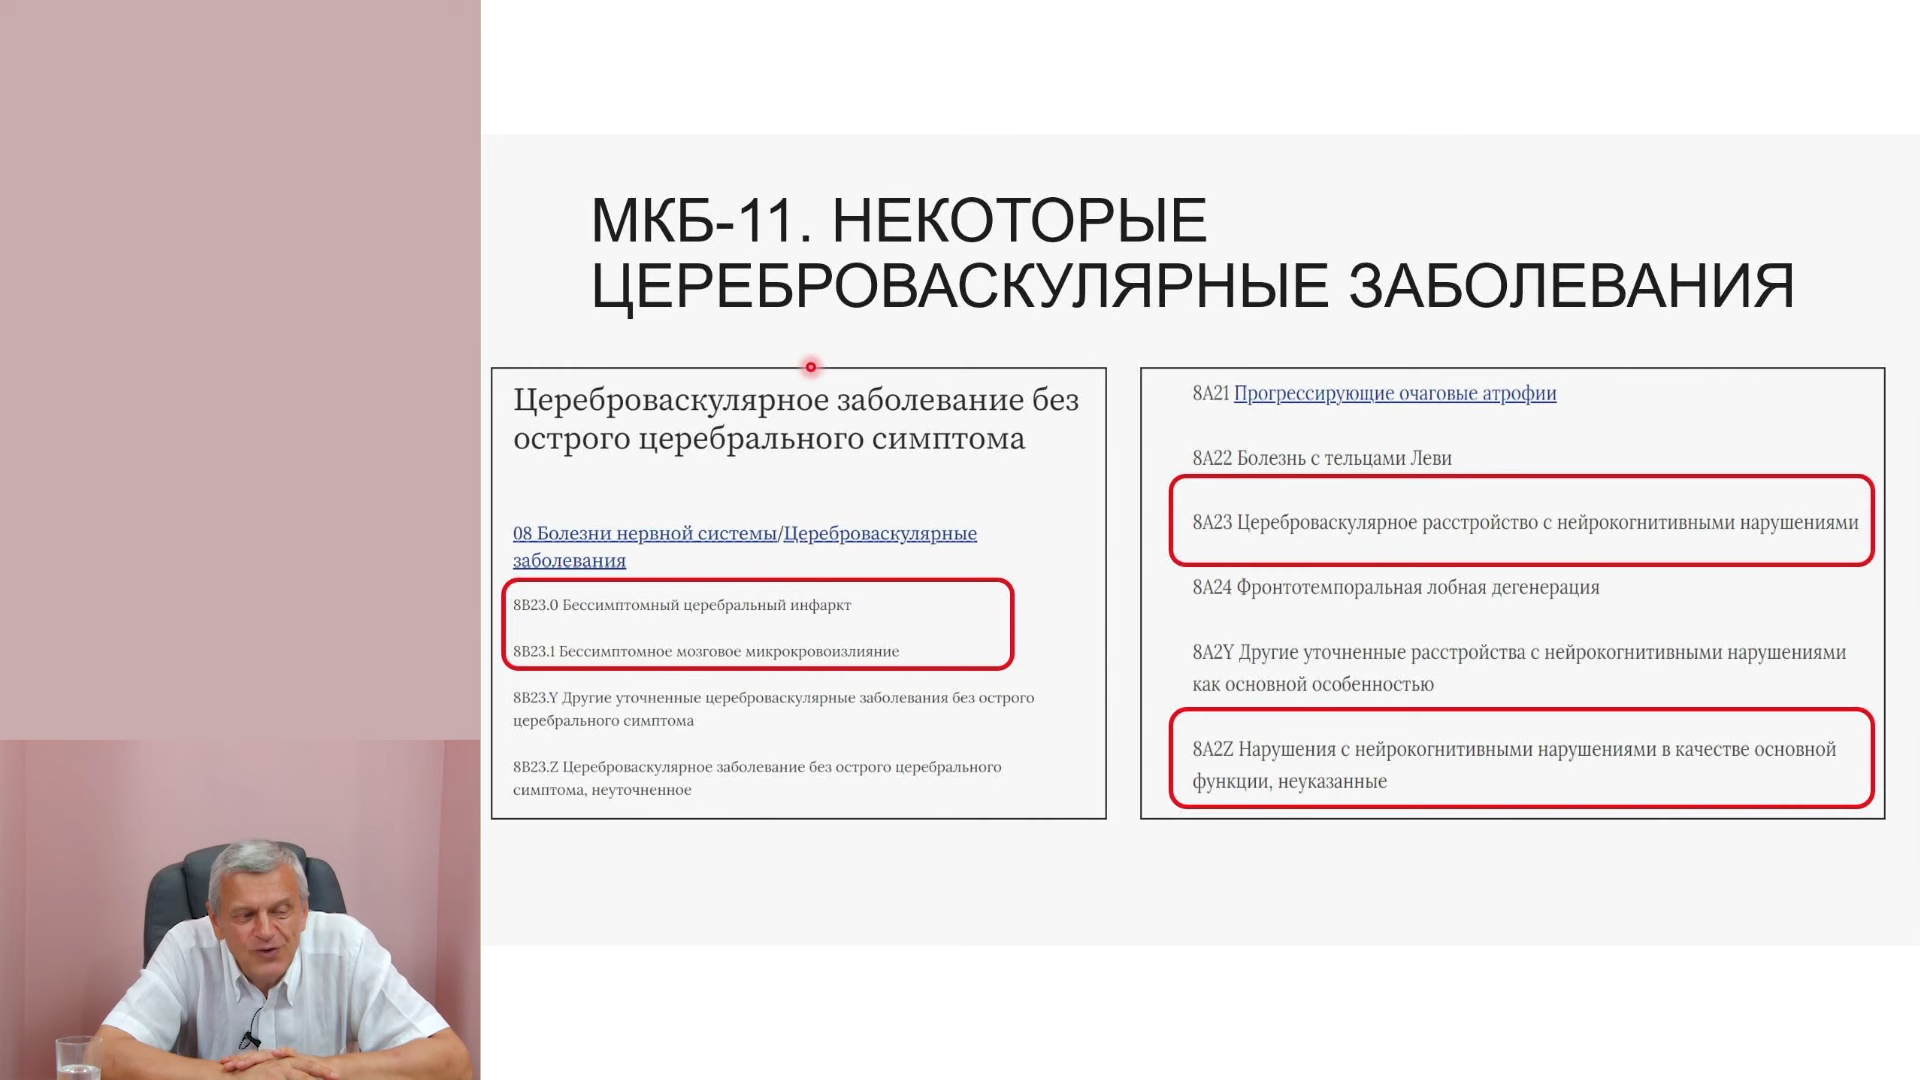 МКБ-11. НЕКОТОРЫЕ
ЦЕРЕБРОВАСКУЛЯРНЫЕ ЗАБОЛЕВАНИЯ
Цереброваскулярное заболевание без
острого церебрального симптома
08 Болезни нервной системы/Цереброваскулярные
заболевания
8B23.0 Бессимптомный церебральный инфаркт
8B23.1 Бессимптомное мозговое микрокровоизлияние
8B23.Y Другие уточненные цереброваскулярные заболевания без острого
церебрального симптома
8B23.Z Цереброваскулярное заболевание без острого церебрального
симптома, неуточненное
8A21 Прогрессирующие очаговые атрофии
8A22 Болезнь с тельцами Леви
8A23 Цереброваскулярное расстройство с нейрокогнитивными нарушениями
8A24 Фронтотемпоральная лобная дегенерация
8A2Y Другие уточненные расстройства с нейрокогнитивными нарушениями
как основной особенностью
8A2Z Нарушения с нейрокогнитивными нарушениями в качестве основной
функции, неуказанные